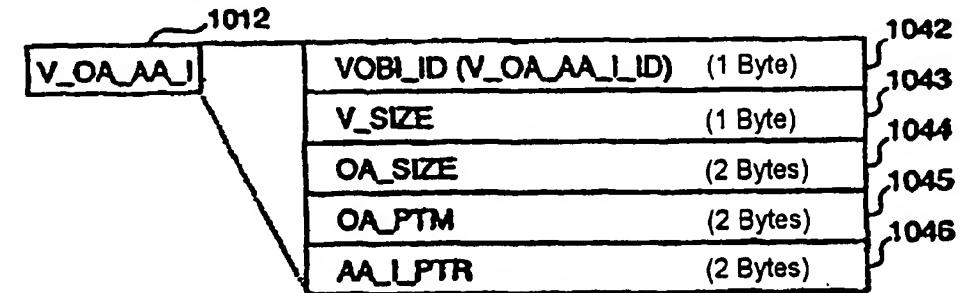 1012
V_OA_AA_I
VOBI_ID (V_OA_AA_I_ID) (1 Byte) 1042
V_SIZE (1 Byte) 1043
OA_SIZE (2 Bytes) 1044
OA_PTM (2 Bytes) 1045
AA_I_PTR (2 Bytes) 1046